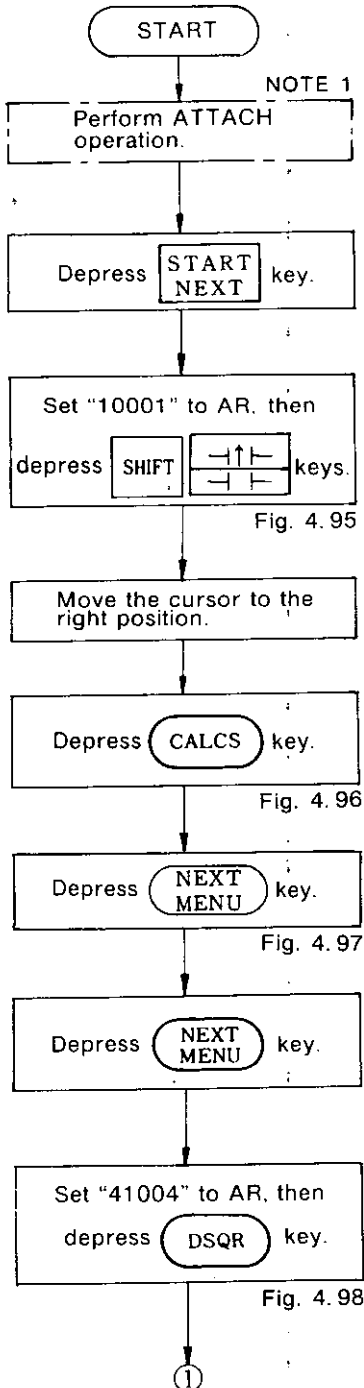 START
NOTE 1
Perform ATTACH
operation.
Depress START NEXT key.
Set "10001" to AR, then
depress SHIFT keys.
Fig. 4.95
Move the cursor to the
right position.
Depress CALCS key.
Fig. 4.96
Depress NEXT MENU key.
Fig. 4.97
Depress NEXT MENU key.
Set "41004" to AR, then
depress DSQR key.
Fig. 4.98
1